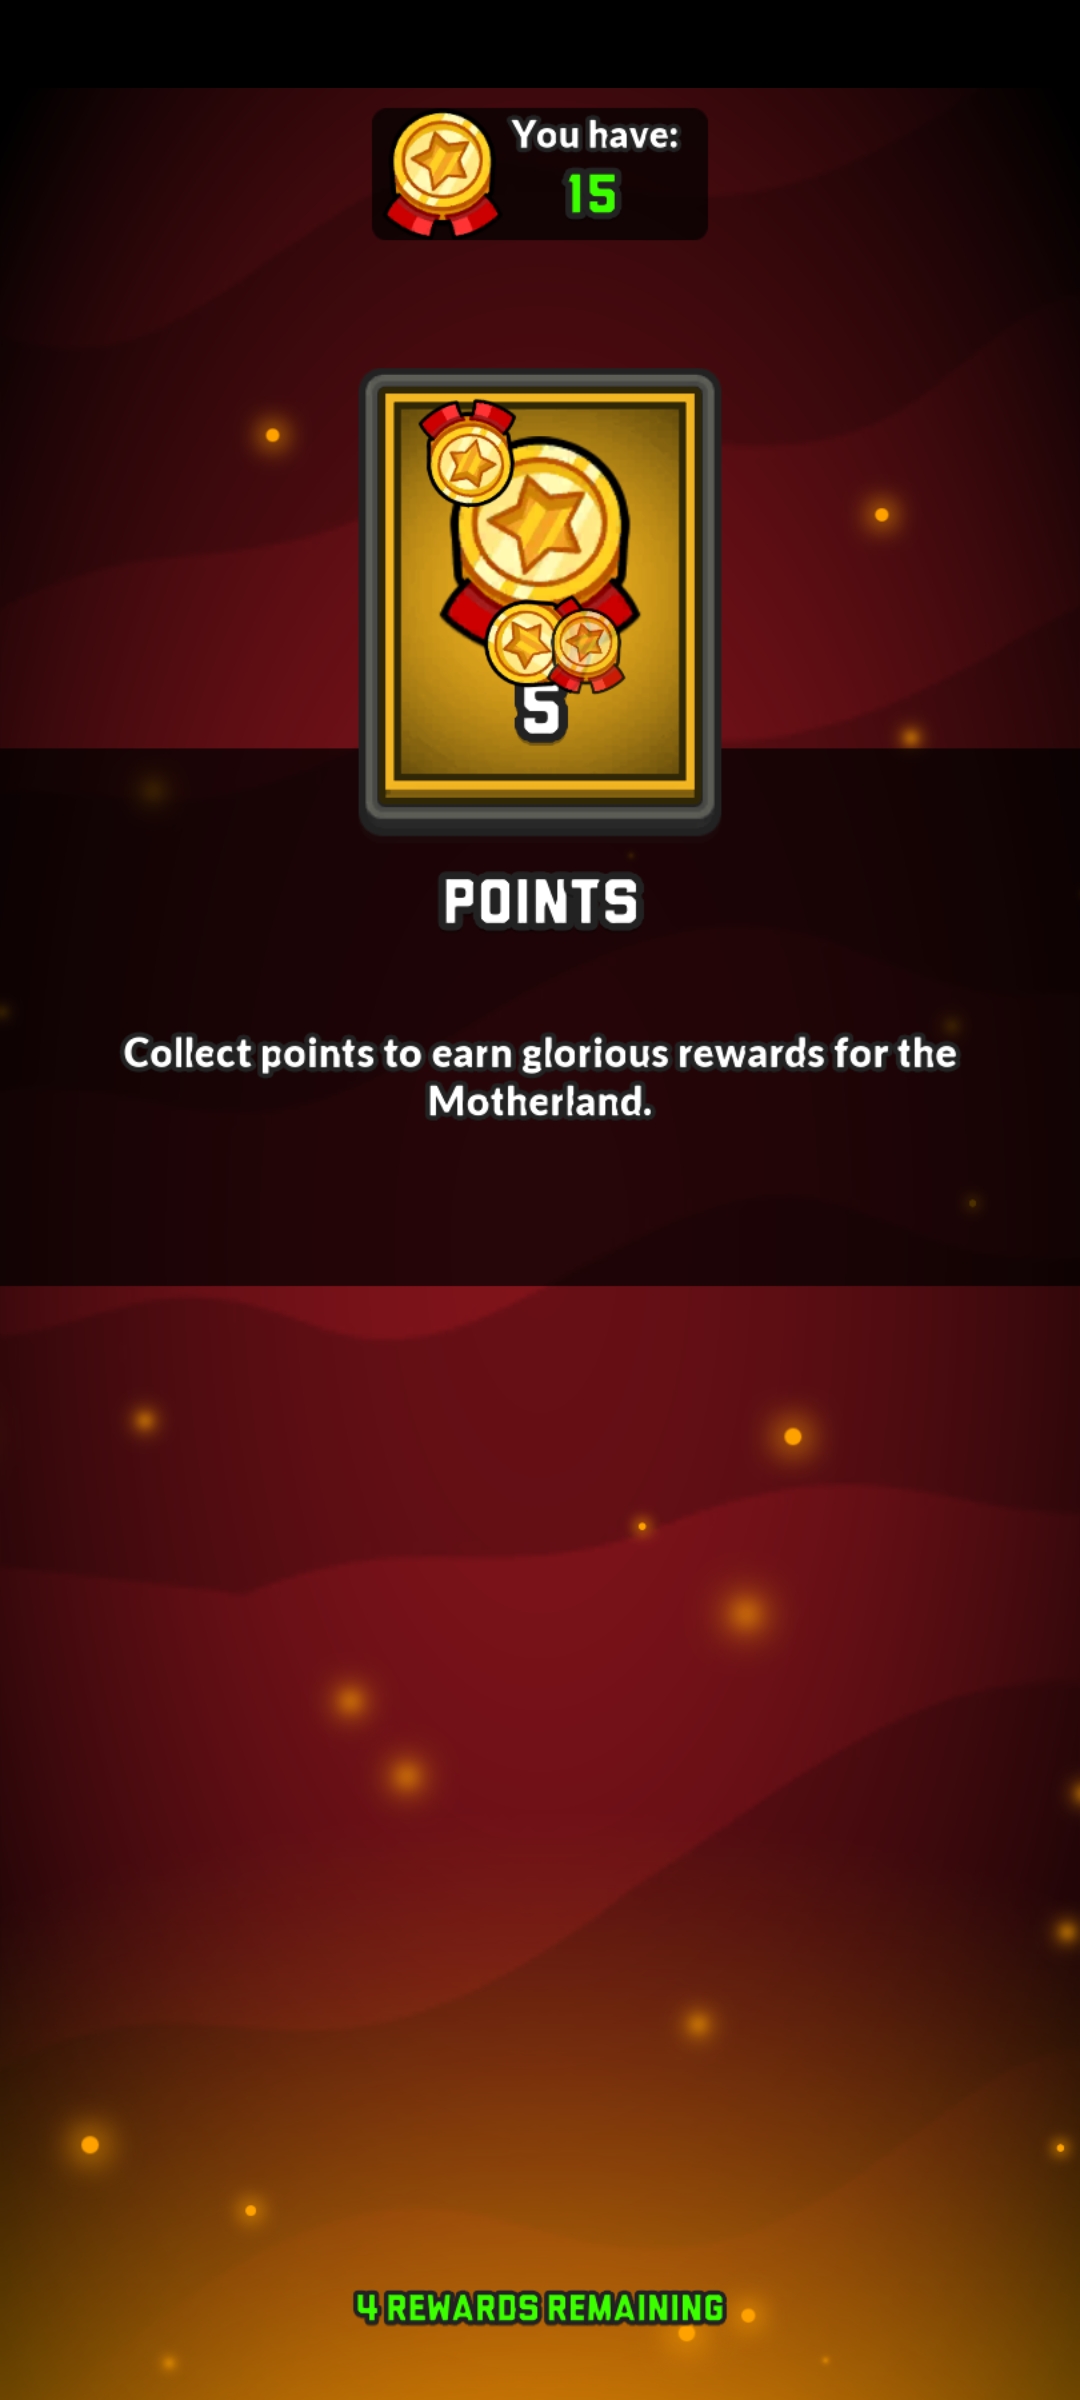 You have:
15
5
POINTS
Collect points to earn glorious rewards for the
Motherland.
4 REWARDS REMAINING